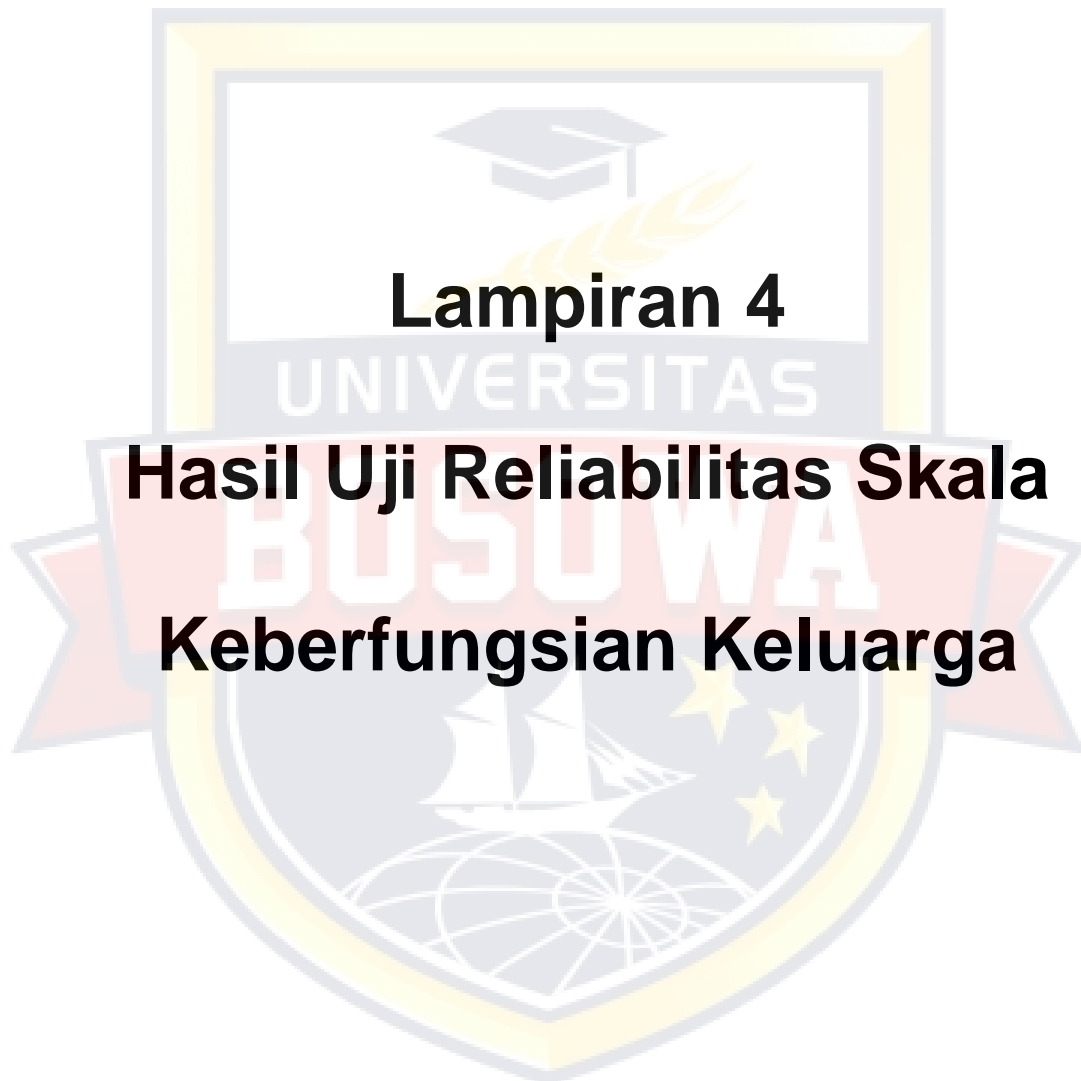 Lampiran 4
UNIVERSITAS
Hasil Uji Reliabilitas Skala
BOSOWA
Keberfungsian Keluarga